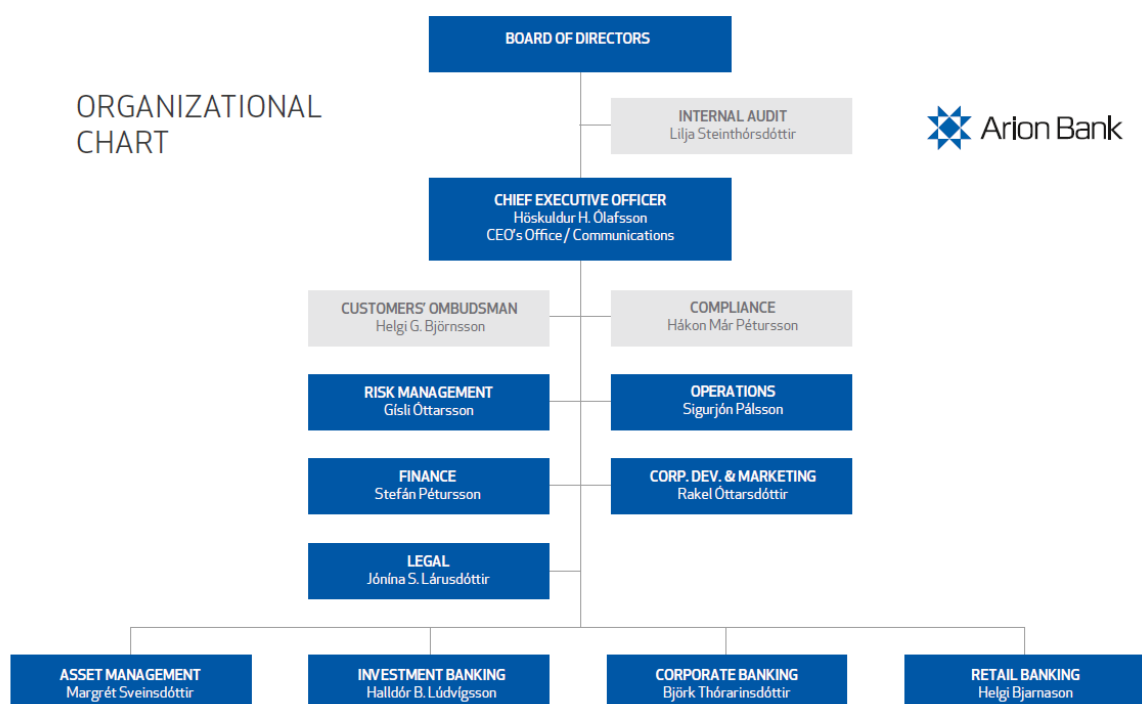 BOARD OF DIRECTORS
ORGANIZATIONAL
CHART
INTERNAL AUDIT
Lilja Steinthórsdóttir
Arion Bank
CHIEF EXECUTIVE OFFICER
Höskuldur H. Ólafsson
CEO's Office / Communications
CUSTOMERS' OMBUDSMAN
Helgi G. Björnsson
COMPLIANCE
Hákon Már Pétursson
RISK MANAGEMENT
Gísli Óttarsson
OPERATIONS
Sigurjón Pálsson
FINANCE
Stefán Pétursson
CORP. DEV. & MARKETING
Rakel Óttarsdóttir
LEGAL
Jónína S. Lárusdóttir
ASSET MANAGEMENT
Margrét Sveinsdóttir
INVESTMENT BANKING
Halldór B. Lúdvígsson
CORPORATE BANKING
Björk Thórarinsdóttir
RETAIL BANKING
Helgi Bjarnason